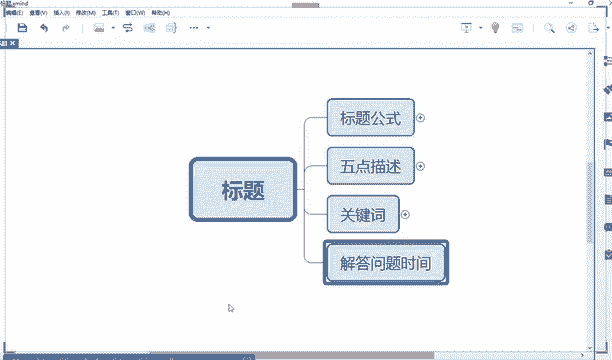 标题.xmind
编辑(E) 查看(V) 插入(I) 修改(M) 工具(T) 窗口(W) 帮助(H)
标题
标题公式
五点描述
关键词
解答问题时间